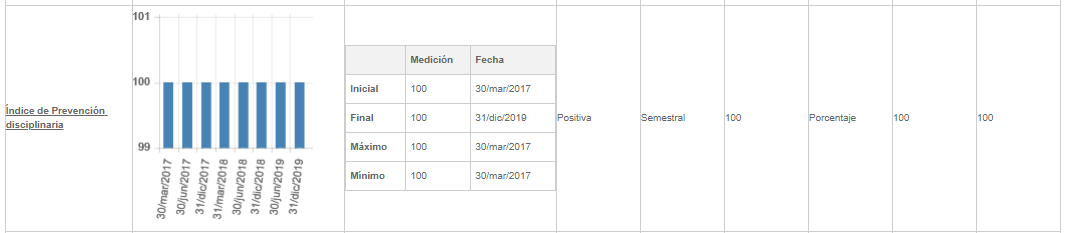 Índice de Prevención
disciplinaria
101
100
99
30/mar/2017
30/jun/2017
31/dic/2017
31/mar/2018
30/jun/2018
31/dic/2018
30/jun/2019
31/dic/2019
Medición Fecha
Inicial 100 30/mar/2017
Final 100 31/dic/2019
Máximo 100 30/mar/2017
Mínimo 100 30/mar/2017
Positiva Semestral 100 Porcentaje 100 100